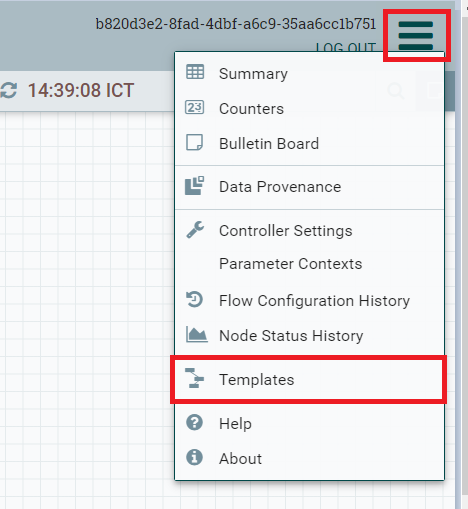 b820d3e2-8fad-4dbf-a6c9-35aa6cc1b751
LOG OUT
14:39:08 ICT
Summary
Counters
Bulletin Board
Data Provenance
Controller Settings
Parameter Contexts
Flow Configuration History
Node Status History
Templates
Help
About